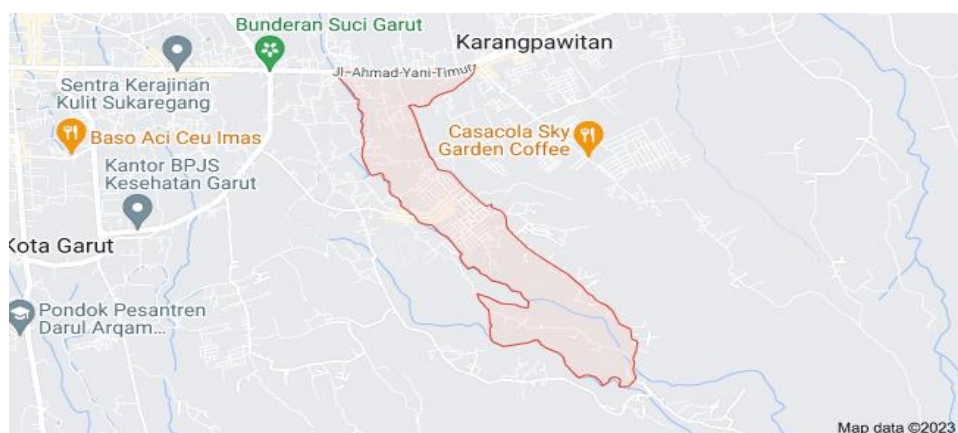 Bunderan Suci Garut
Karangpawitan
Jl.-Ahmad-Yani-Timur
Sentra Kerajinan
Kulit Sukaregang
Baso Aci Ceu Imas
Casacola Sky
Garden Coffee
Kantor BPJS
Kesehatan Garut
Kota Garut
Pondok Pesantren
Darul Arqam...
Map data ©2023